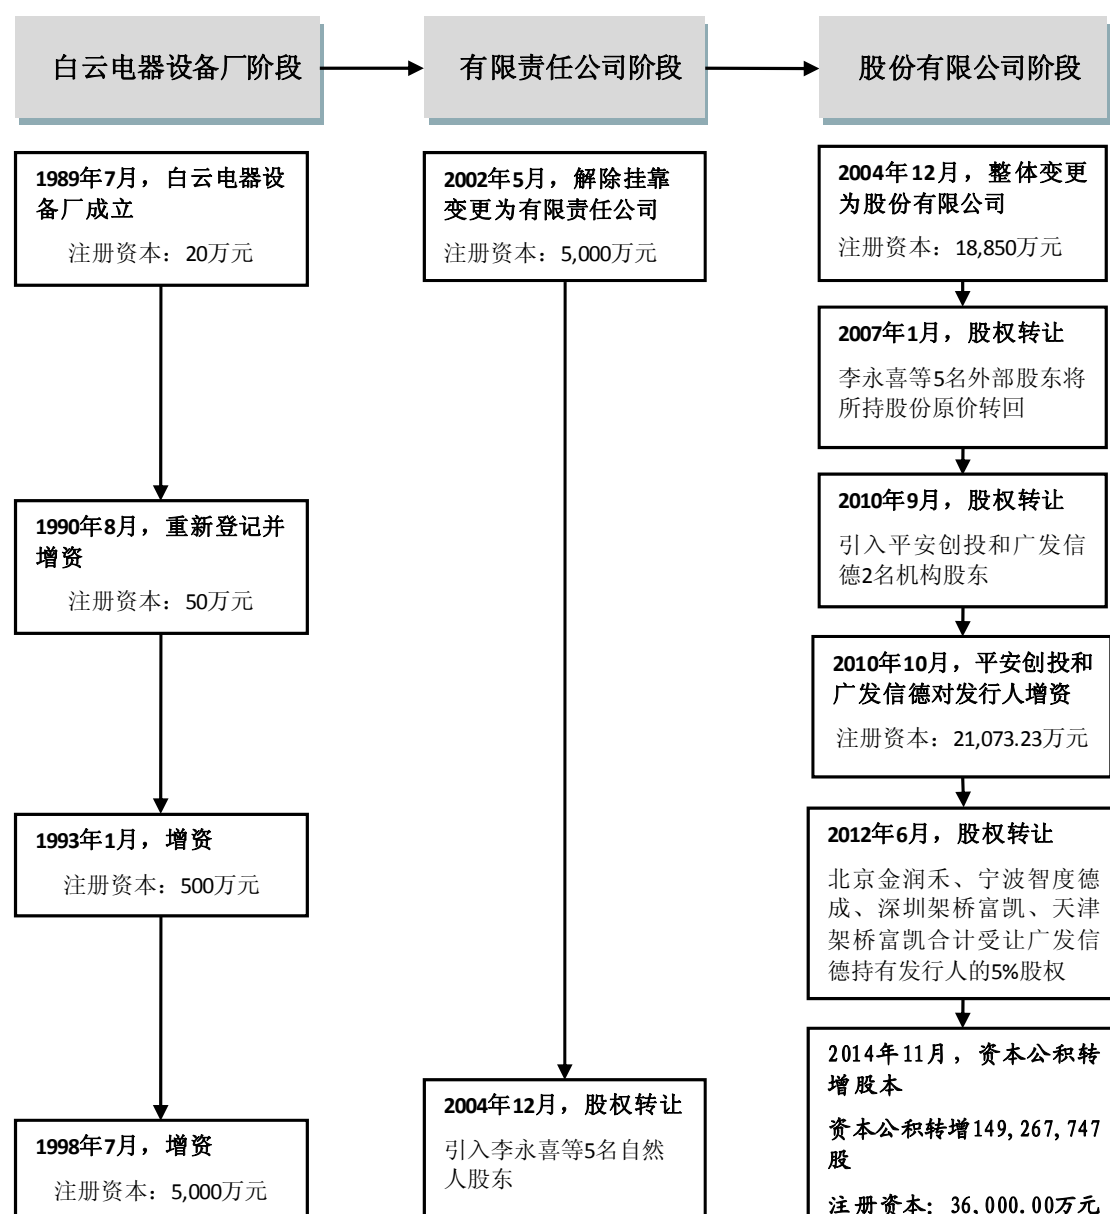 白云电器设备厂阶段
有限责任公司阶段
股份有限公司阶段
1989年7月，白云电器设
备厂成立
注册资本：20万元
1990年8月，重新登记并
增资
注册资本：50万元
1993年1月，增资
注册资本：500万元
1998年7月，增资
注册资本：5,000万元
2002年5月，解除挂靠
变更为有限责任公司
注册资本：5,000万元
2004年12月，股权转让
引入李永喜等5名自然
人股东
2004年12月，整体变更
为股份有限公司
注册资本：18,850万元
2007年1月，股权转让
李永喜等5名外部股东将
所持股份原价转回
2010年9月，股权转让
引入平安创投和广发信
德2名机构股东
2010年10月，平安创投和
广发信德对发行人增资
注册资本：21,073.23万元
2012年6月，股权转让
北京金润禾、宁波智度德
成、深圳架桥富凯、天津
架桥富凯合计受让广发信
德持有发行人的5%股权
2014年11月，资本公积转
增股本
资本公积转增149,267,747
股
注册资本：36,000.00万元